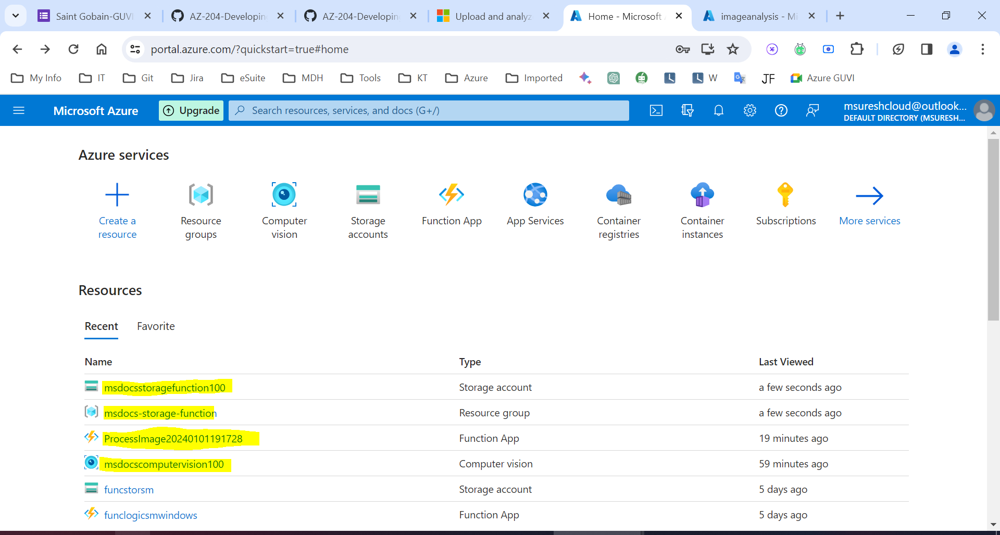 Saint Gobain-GUVI
AZ-204-Developin
AZ-204-Developin
Upload and analyz
Home - Microsoft A
imageanalysis - Mi
portal.azure.com/?quickstart=true#home
My Info
IT
Git
Jira
eSuite
MDH
Tools
KT
Azure
Imported
W
JF
Azure GUVI
Microsoft Azure
Upgrade
Search resources, services, and docs (G+/)
msureshcloud@outlook...
DEFAULT DIRECTORY (MSURESH...
Azure services
Create a
resource
Resource
groups
Computer
vision
Storage
accounts
Function App
App Services
Container
registries
Container
instances
Subscriptions
More services
Resources
Recent Favorite
Name Type Last Viewed
msdocsstoragefunction100 Storage account a few seconds ago
msdocs-storage-function Resource group a few seconds ago
ProcessImage20240101191728 Function App 19 minutes ago
msdocscomputervision100 Computer vision 59 minutes ago
funcstorsm Storage account 5 days ago
funclogicsmwindows Function App 5 days ago